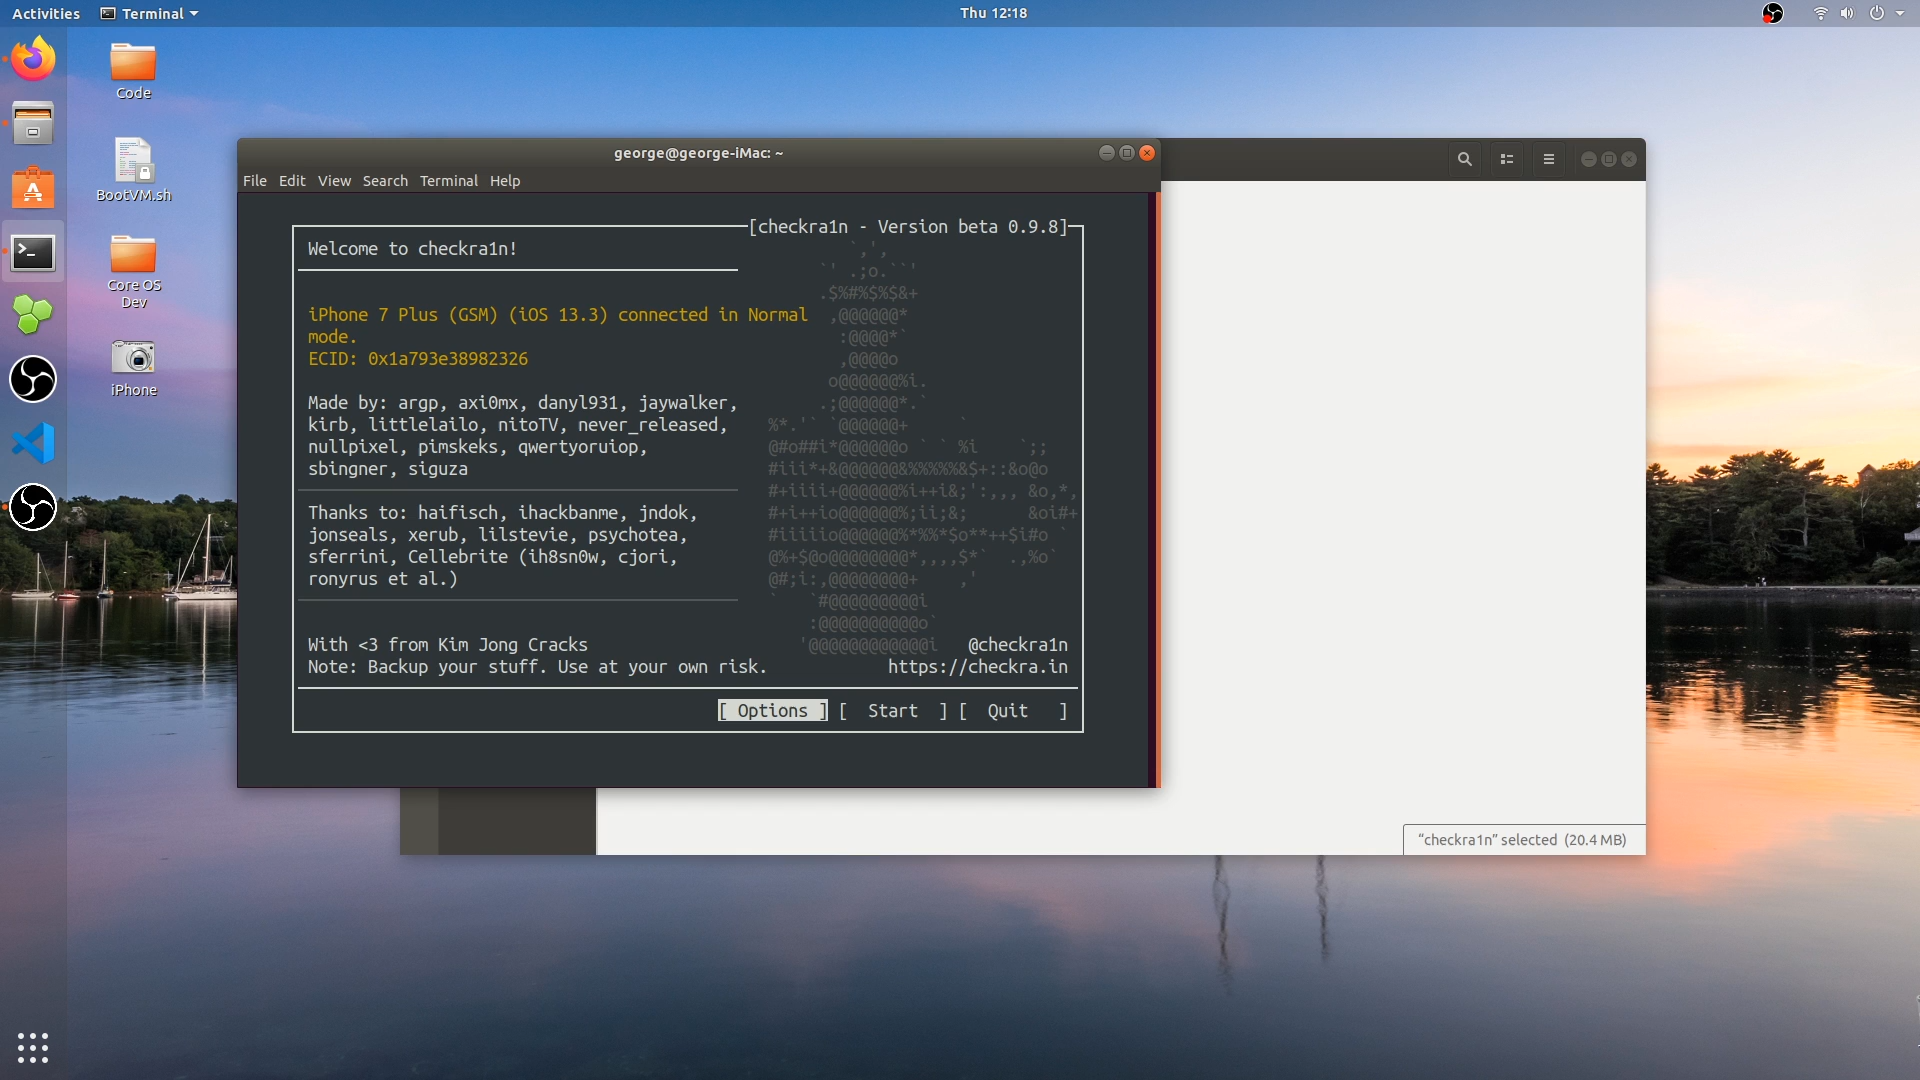 Activities
Terminal
Thu 12:18
Code
BootVM.sh
Core OS
Dev
iPhone
george@george-iMac: ~
File Edit View Search Terminal Help
[checkra1n - Version beta 0.9.8]
Welcome to checkra1n!
iPhone 7 Plus (GSM) (iOS 13.3) connected in Normal
mode.
ECID: 0x1a793e38982326
Made by: argp, axi0mx, danyl931, jaywalker,
kirb, littlelailo, nitoTV, never_released,
nullpixel, pimskeks, qwertyoruiop,
sbingner, siguza
Thanks to: haifisch, ihackbanme, jndok,
jonseals, xerub, lilstevie, psychotea,
sferrini, Cellebrite (ih8sn0w, cjori,
ronyrus et al.)
With <3 from Kim Jong Cracks
@checkra1n
Note: Backup your stuff. Use at your own risk.
https://checkra.in
[ Options ] [ Start ] [ Quit ]
“checkra1n” selected (20.4 MB)